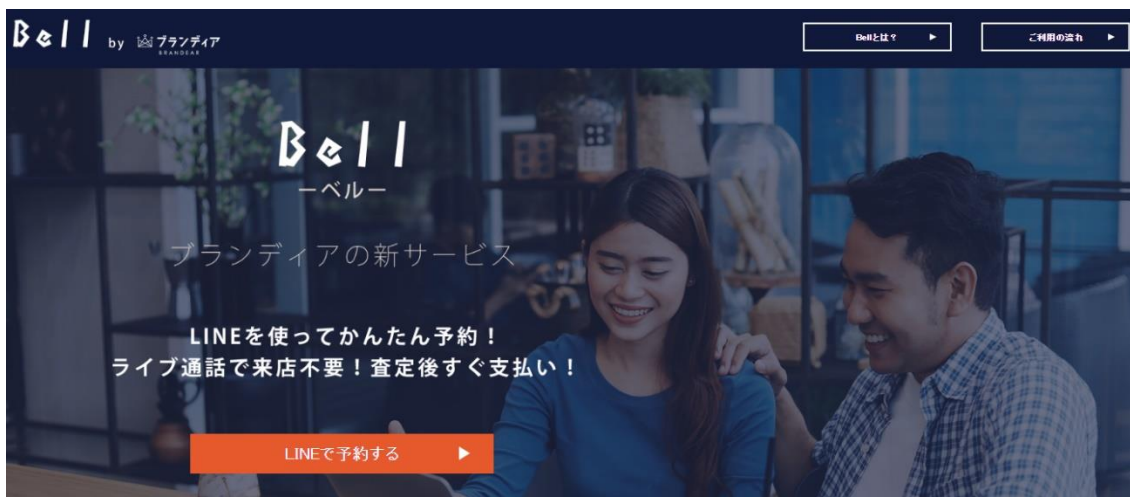 Bell by ブランディア
BRANDEAR
Bellとは？ ▶
ご利用の流れ ▶
Bell
ーベルー
ブランディアの新サービス
LINEを使ってかんたん予約！
ライブ通話で来店不要！査定後すぐ支払い！
LINEで予約する ▶